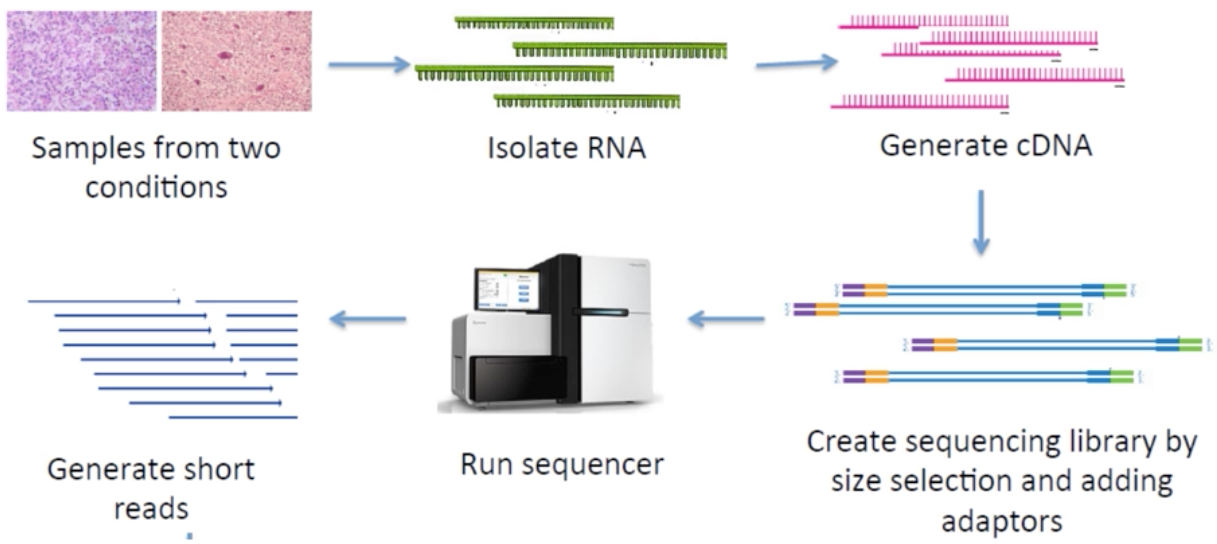 Samples from two
conditions
Isolate RNA
Generate cDNA
Create sequencing library by
size selection and adding
adaptors
Run sequencer
Generate short
reads